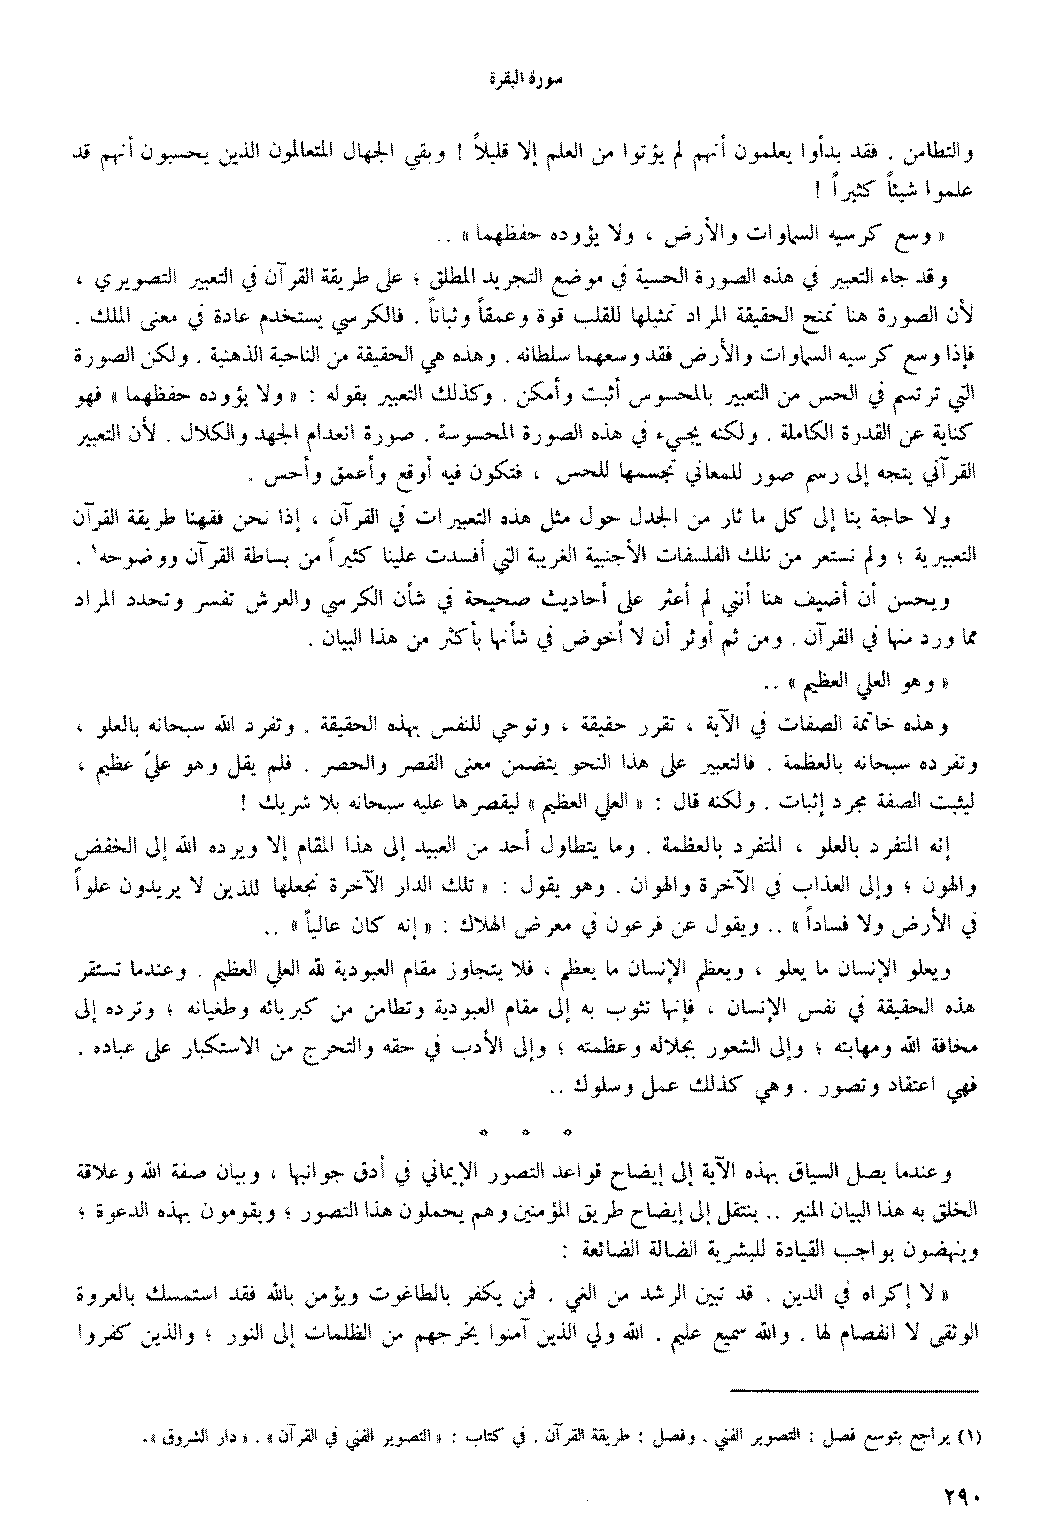 سورة البقرة
والتطامن . فقد بدأوا يعلمون أنهم لم يؤتوا من العلم إلا قليلاً ! وبقي الجهال المتعالمون الذين يحسبون أنهم قد
علموا شيئاً كثيراً !
« وسع كرسيه السماوات والأرض ، ولا يؤوده حفظهما » ..
وقد جاء التعبير في هذه الصورة الحسية في موضع التجريد المطلق ؛ على طريقة القرآن في التعبير التصويري ،
لأن الصورة هنا تمنح الحقيقة المراد تمثيلها للقلب قوة وعمقاً وثباتاً . فالكرسي يستخدم عادة في معنى الملك .
فإذا وسع كرسيه السماوات والأرض فقد وسعهما سلطانه . وهذه هي الحقيقة من الناحية الذهنية . ولكن الصورة
التي ترتسم في الحس من التعبير بالمحسوس أثبت وأمكن . وكذلك التعبير بقوله : « ولا يؤوده حفظهما » فهو
كناية عن القدرة الكاملة . ولكنه يجيء في هذه الصورة المحسوسة . صورة انعدام الجهد والكلال . لأن التعبير
القرآني يتجه إلى رسم صور للمعاني تجسمها للحس ، فتكون فيه أوقع وأعمق وأحس .
ولا حاجة بنا إلى كل ما ثار من الجدل حول مثل هذه التعبيرات في القرآن ، إذا نحن فقهنا طريقة القرآن
التعبيرية ؛ ولم نستعر من تلك الفلسفات الأجنبية الغريبة التي أفسدت علينا كثيراً من بساطة القرآن ووضوحه¹ .
ويحسن أن أضيف هنا أنني لم أعثر على أحاديث صحيحة في شأن الكرسي والعرش تفسر وتحدد المراد
مما ورد منها في القرآن . ومن ثم أوثر أن لا أخوض في شأنها بأكثر من هذا البيان .
« وهو العلي العظيم » ..
وهذه خاتمة الصفات في الآية ، تقرر حقيقة ، وتوحي للنفس بهذه الحقيقة . وتفرد الله سبحانه بالعلو ،
وتفرده سبحانه بالعظمة . فالتعبير على هذا النحو يتضمن معنى القصر والحصر . فلم يقل وهو عليّ عظيم ،
ليثبت الصفة مجرد إثبات . ولكنه قال : « العلي العظيم » ليقصرها عليه سبحانه بلا شريك !
إنه المتفرد بالعلو ، المتفرد بالعظمة . وما يتطاول أحد من العبيد إلى هذا المقام إلا ويرده الله إلى الخفض
والهون ؛ وإلى العذاب في الآخرة والهوان . وهو يقول : « تلك الدار الآخرة نجعلها للذين لا يريدون علواً
في الأرض ولا فساداً » .. ويقول عن فرعون في معرض الهلاك : « إنه كان عالياً » ..
ويعلو الإنسان ما يعلو ، ويعظم الإنسان ما يعظم ، فلا يتجاوز مقام العبودية لله العلي العظيم . وعندما تستقر
هذه الحقيقة في نفس الإنسان ، فإنها تثوب به إلى مقام العبودية وتطامن من كبريائه وطغيانه ؛ وترده إلى
مخافة الله ومهابته ؛ وإلى الشعور بجلاله وعظمته ؛ وإلى الأدب في حقه والتحرج من الاستكبار على عباده .
فهي اعتقاد وتصور . وهي كذلك عمل وسلوك ..
* * *
وعندما يصل السياق بهذه الآية إلى إيضاح قواعد التصور الإيماني في أدق جوانبها ، وبيان صفة الله وعلاقة
الخلق به هذا البيان المنير .. ينتقل إلى إيضاح طريق المؤمنين وهم يحملون هذا التصور ؛ ويقومون بهذه الدعوة ؛
وينهضون بواجب القيادة للبشرية الضالة الضائعة :
« لا إكراه في الدين . قد تبين الرشد من الغي . فمن يكفر بالطاغوت ويؤمن بالله فقد استمسك بالعروة
الوثقى لا انفصام لها . والله سميع عليم . الله ولي الذين آمنوا يخرجهم من الظلمات إلى النور ؛ والذين كفروا
(١) يراجع بتوسع فصل : التصوير الفني . وفصل : طريقة القرآن . في كتاب : « التصوير الفني في القرآن » . « دار الشروق » .
٢٩٠